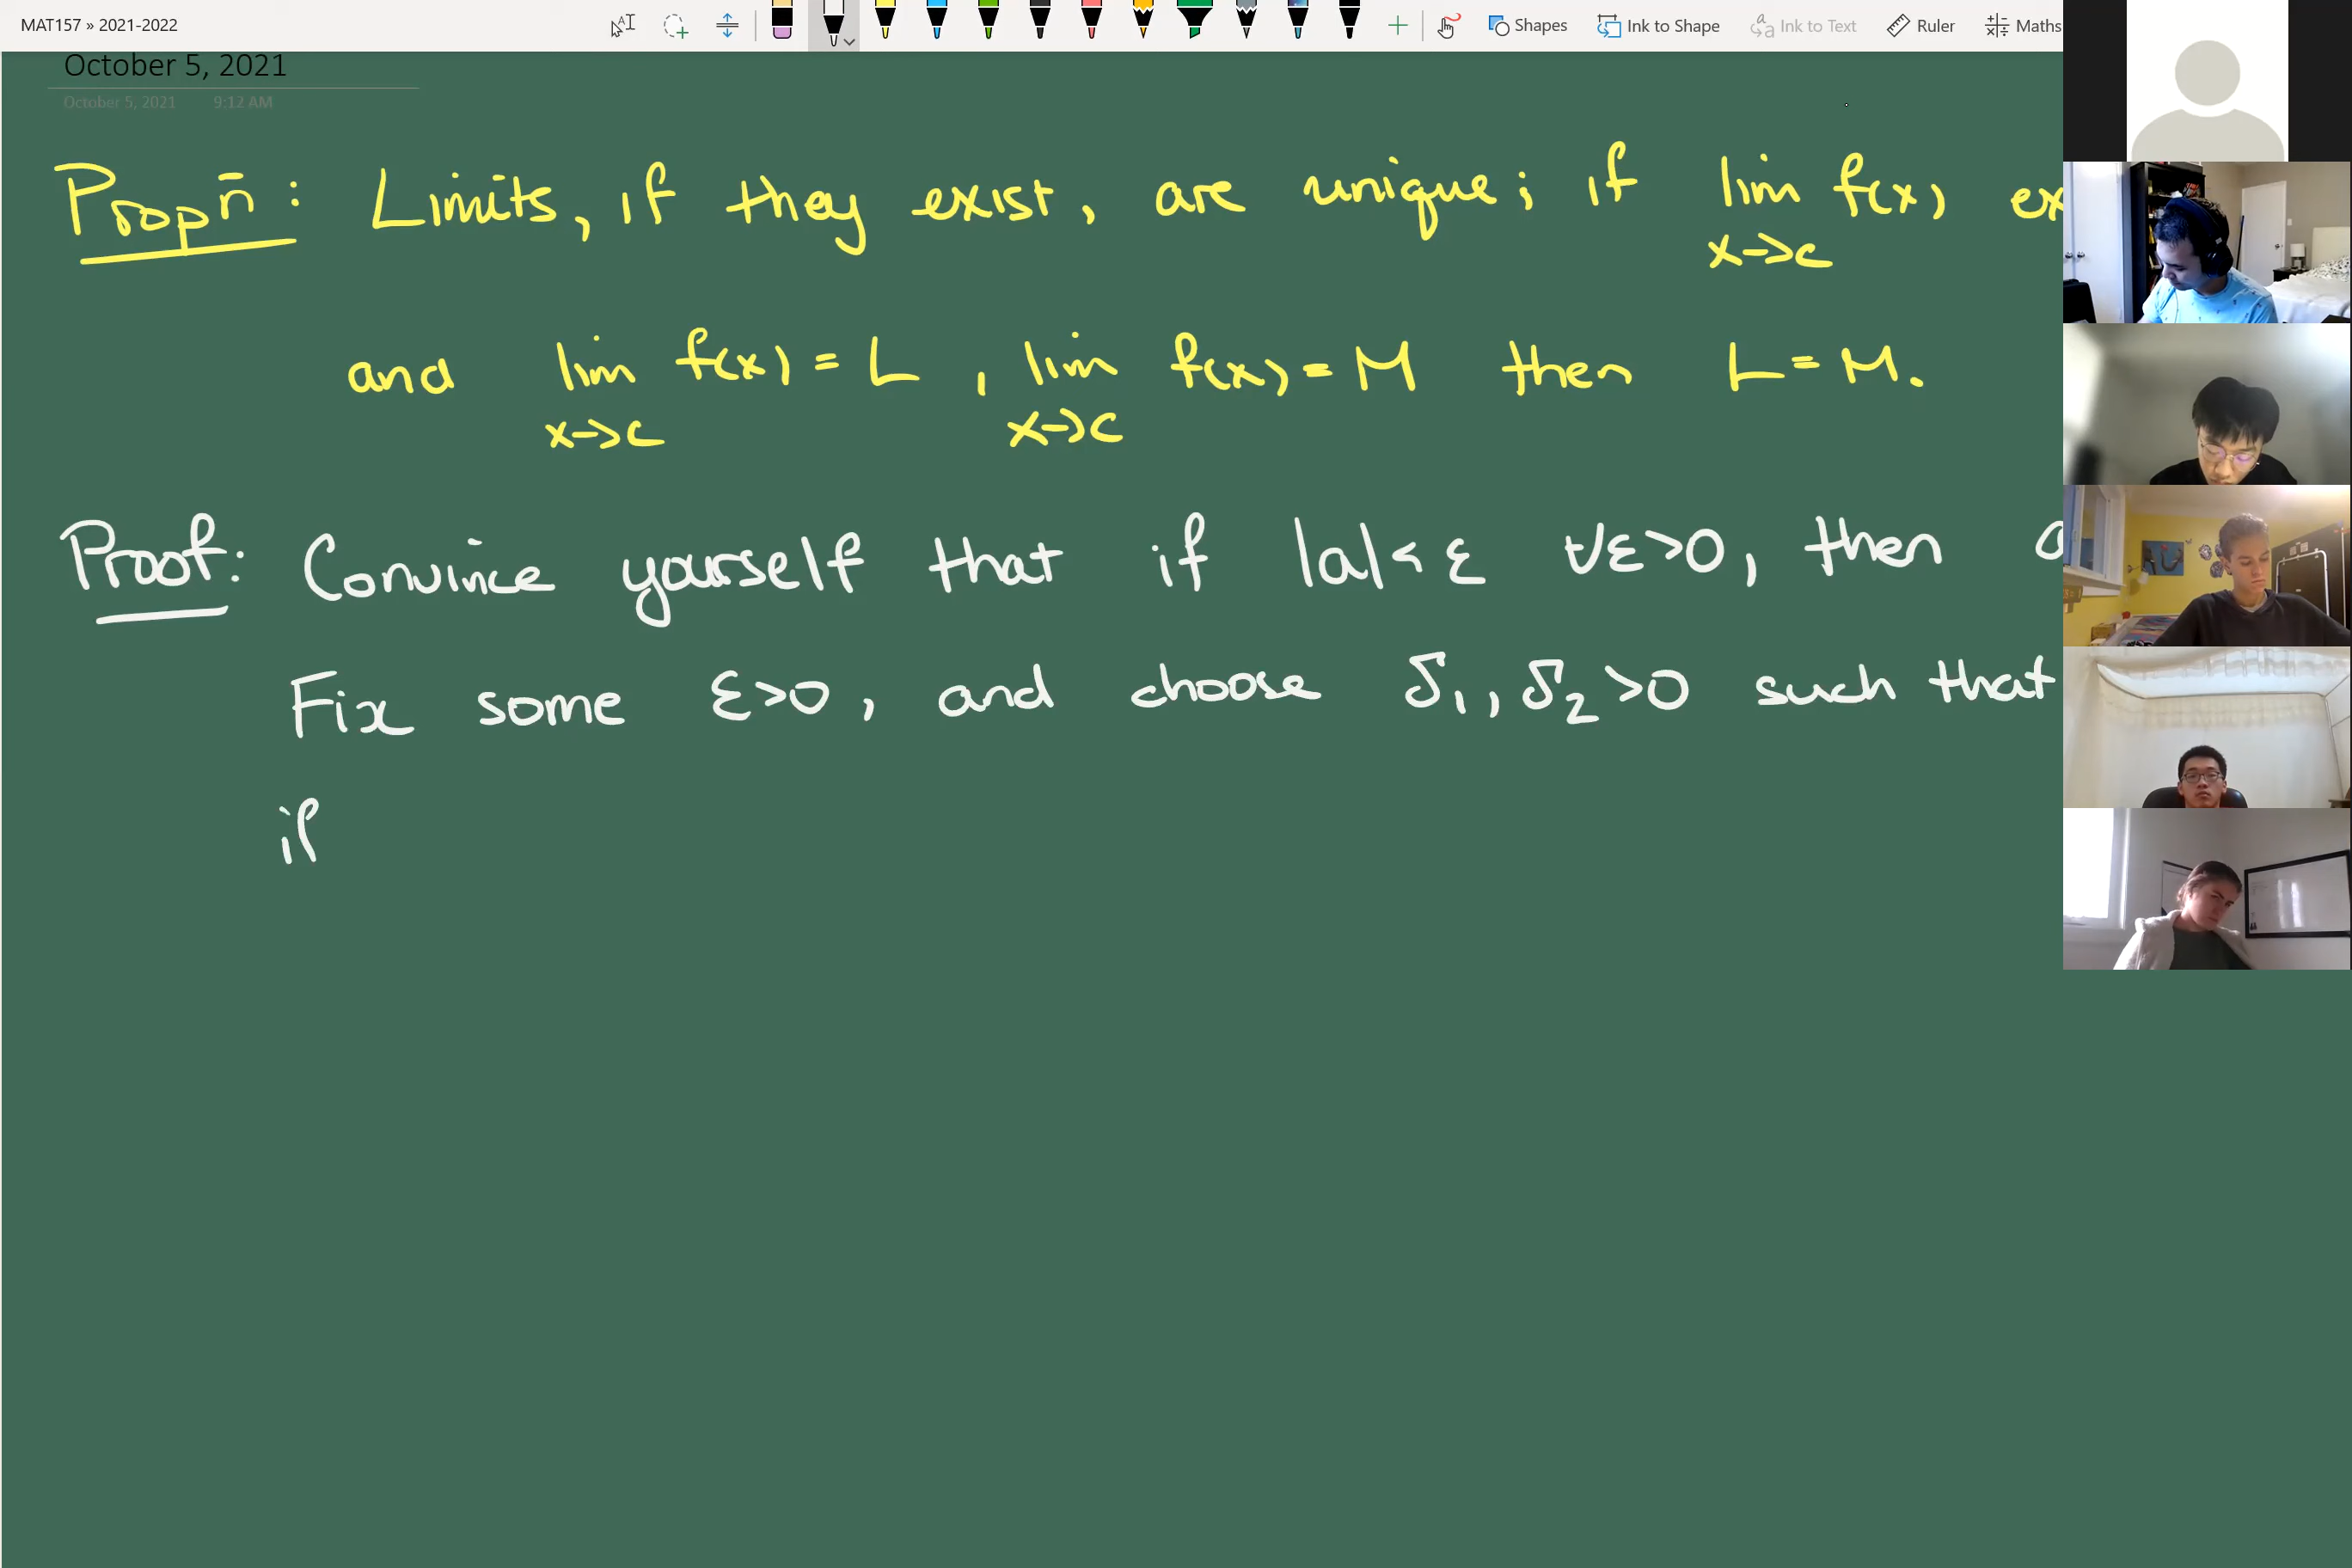 MAT157 » 2021-2022
Shapes Ink to Shape Ink to Text Ruler Maths
October 5, 2021
October 5, 2021 9:12 AM
Propn̄: Limits, if they exist, are unique; if lim f(x) ex
x->c
and lim f(x) = L, lim f(x) = M then L = M.
x->c x->c
Proof: Convince yourself that if |a| < ε ∀ε>0, then
Fix some ε>0, and choose δ₁, δ₂ >0 such that
if